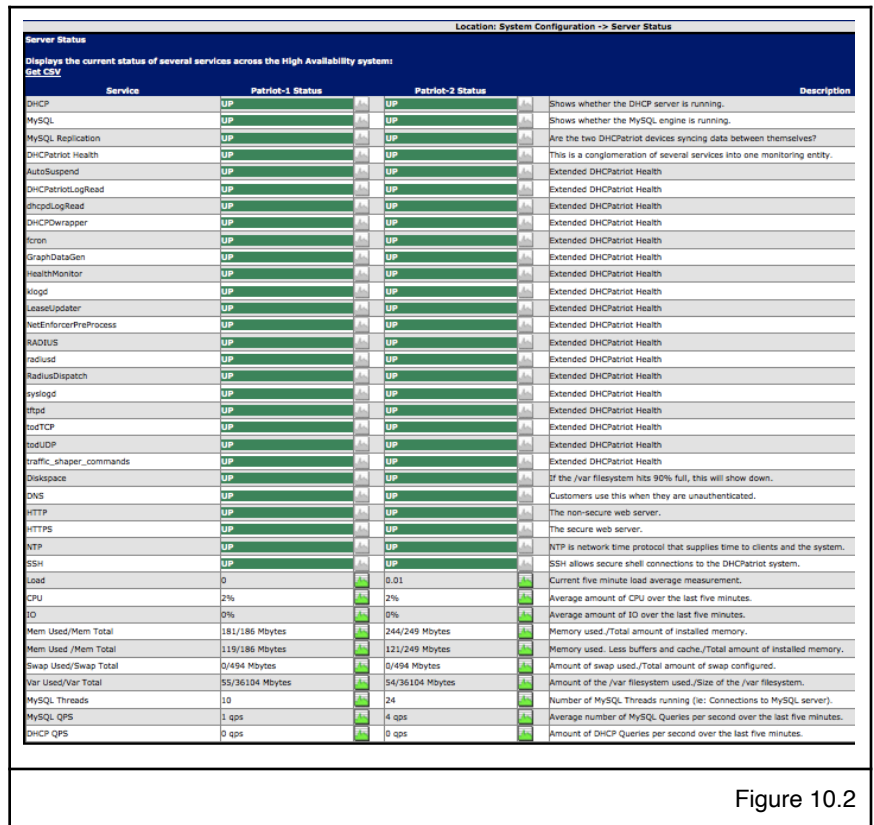 Location: System Configuration -> Server Status
Server Status
Displays the current status of several services across the High Availability system:
Get CSV
Service Patriot-1 Status Patriot-2 Status Description
DHCP UP UP Shows whether the DHCP server is running.
MySQL UP UP Shows whether the MySQL engine is running.
MySQL Replication UP UP Are the two DHCPatriot devices syncing data between themselves?
DHCPatriot Health UP UP This is a conglomeration of several services into one monitoring entity.
AutoSuspend UP UP Extended DHCPatriot Health
DHCPatriotLogRead UP UP Extended DHCPatriot Health
dhcpdLogRead UP UP Extended DHCPatriot Health
DHCPDwrapper UP UP Extended DHCPatriot Health
fcron UP UP Extended DHCPatriot Health
GraphDataGen UP UP Extended DHCPatriot Health
HealthMonitor UP UP Extended DHCPatriot Health
klogd UP UP Extended DHCPatriot Health
LeaseUpdater UP UP Extended DHCPatriot Health
NetEnforcerPreProcess UP UP Extended DHCPatriot Health
RADIUS UP UP Extended DHCPatriot Health
radiusd UP UP Extended DHCPatriot Health
RadiusDispatch UP UP Extended DHCPatriot Health
syslogd UP UP Extended DHCPatriot Health
tftpd UP UP Extended DHCPatriot Health
todTCP UP UP Extended DHCPatriot Health
todUDP UP UP Extended DHCPatriot Health
traffic_shaper_commands UP UP Extended DHCPatriot Health
Diskspace UP UP If the /var filesystem hits 90% full, this will show down.
DNS UP UP Customers use this when they are unauthenticated.
HTTP UP UP The non-secure web server.
HTTPS UP UP The secure web server.
NTP UP UP NTP is network time protocol that supplies time to clients and the system.
SSH UP UP SSH allows secure shell connections to the DHCPatriot system.
Load 0 0.01 Current five minute load average measurement.
CPU 2% 2% Average amount of CPU over the last five minutes.
IO 0% 0% Average amount of IO over the last five minutes.
Mem Used/Mem Total 181/186 Mbytes 244/249 Mbytes Memory used./Total amount of installed memory.
Mem Used /Mem Total 119/186 Mbytes 121/249 Mbytes Memory used. Less buffers and cache./Total amount of installed memory.
Swap Used/Swap Total 0/494 Mbytes 0/494 Mbytes Amount of swap used./Total amount of swap configured.
Var Used/Var Total 55/36104 Mbytes 54/36104 Mbytes Amount of the /var filesystem used./Size of the /var filesystem.
MySQL Threads 10 24 Number of MySQL Threads running (ie: Connections to MySQL server).
MySQL QPS 1 qps 4 qps Average number of MySQL Queries per second over the last five minutes.
DHCP QPS 0 qps 0 qps Amount of DHCP Queries per second over the last five minutes.
Figure 10.2